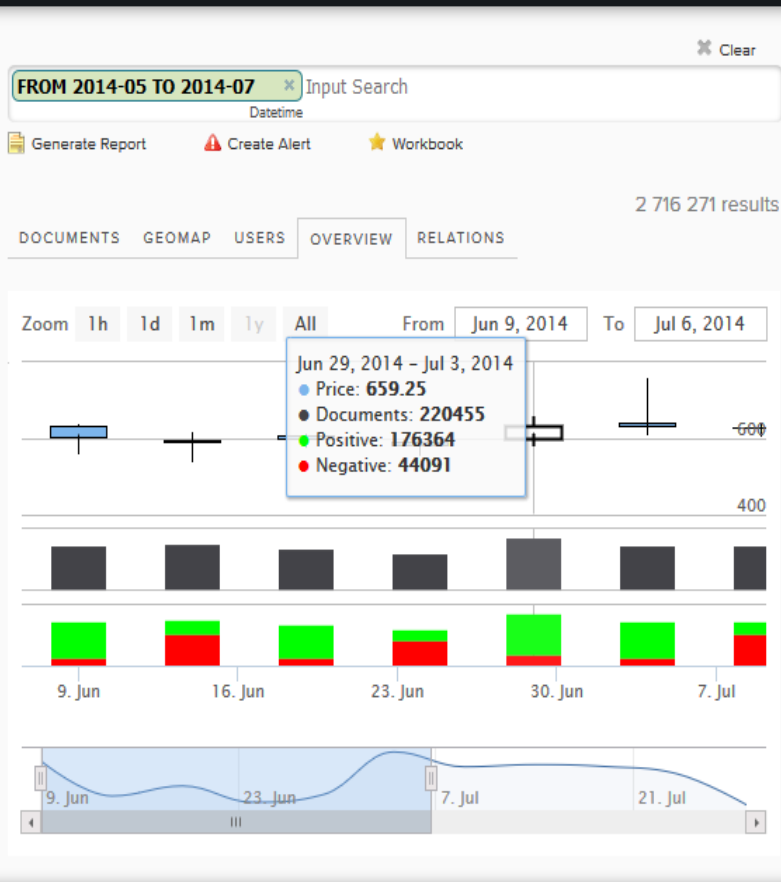 Clear
FROM 2014-05 TO 2014-07 Input Search
Datetime
Generate Report Create Alert Workbook
2 716 271 results
DOCUMENTS GEOMAP USERS OVERVIEW RELATIONS
Zoom 1h 1d 1m 1y All From Jun 9, 2014 To Jul 6, 2014
Jun 29, 2014 - Jul 3, 2014
Price: 659.25
Documents: 220455
Positive: 176364
Negative: 44091
600
400
9. Jun 16. Jun 23. Jun 30. Jun 7. Jul
9. Jun 23. Jun 7. Jul 21. Jul